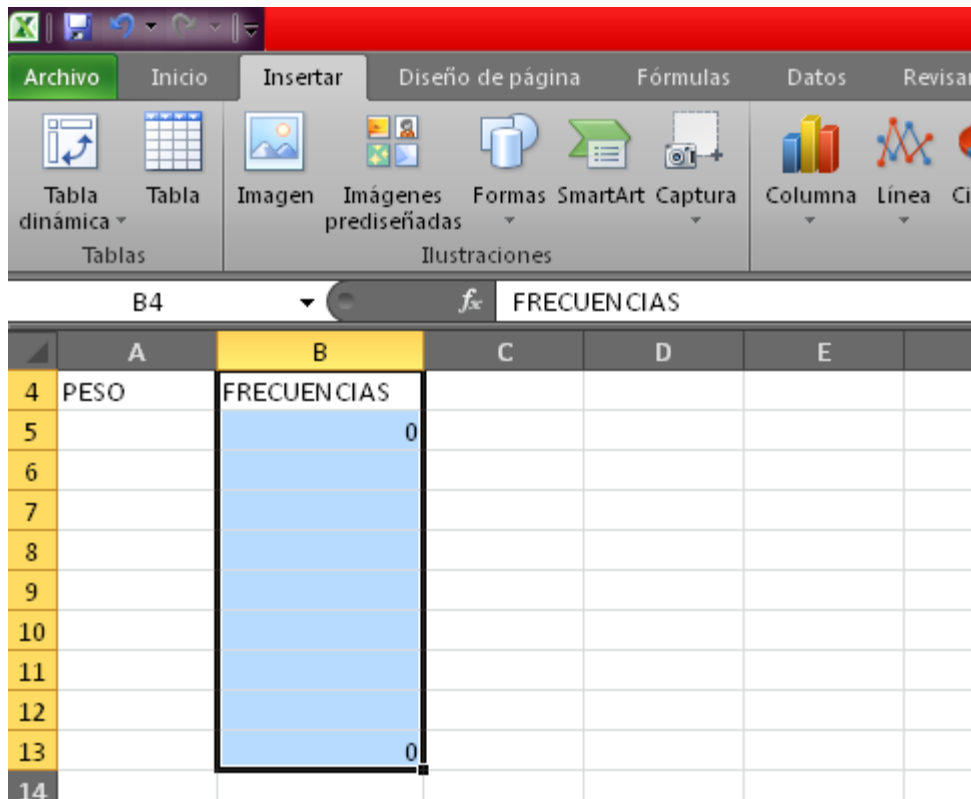 Archivo Inicio Insertar Diseño de página Fórmulas Datos Revisar
Tabla dinámica Tabla Imagen Imágenes prediseñadas Formas SmartArt Captura Columna Línea
Tablas Ilustraciones
B4 fx FRECUENCIAS
A B C D E
4 PESO FRECUENCIAS
5 0
6
7
8
9
10
11
12
13 0
14